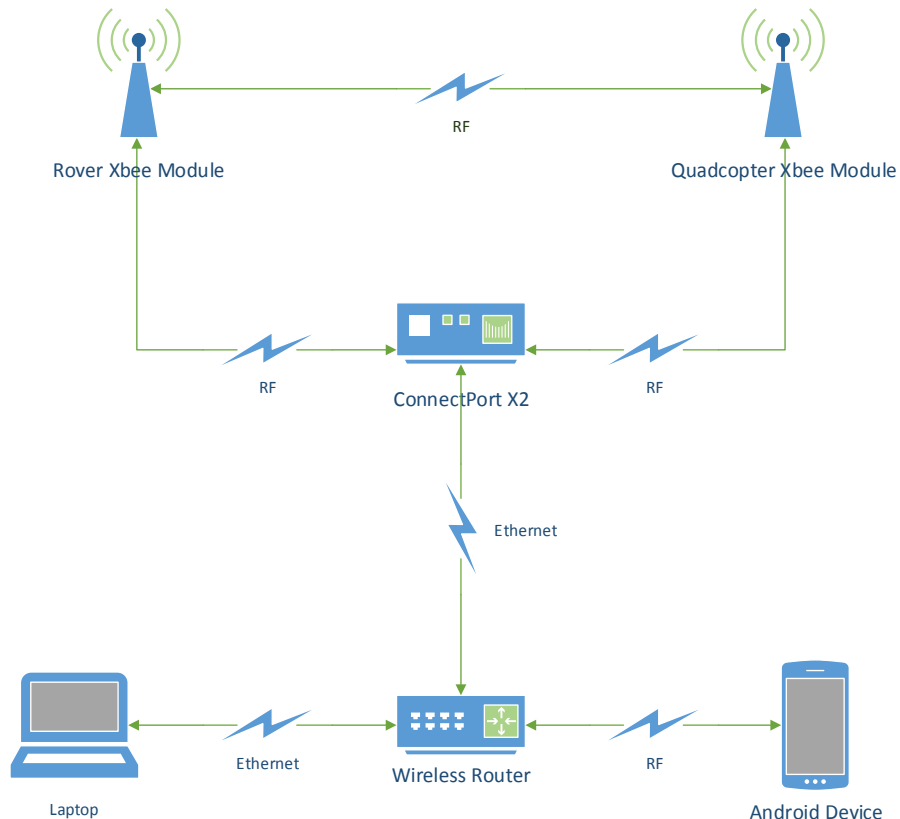 RF
Rover Xbee Module
Quadcopter Xbee Module
RF
RF
ConnectPort X2
Ethernet
Ethernet
RF
Wireless Router
Laptop
Android Device